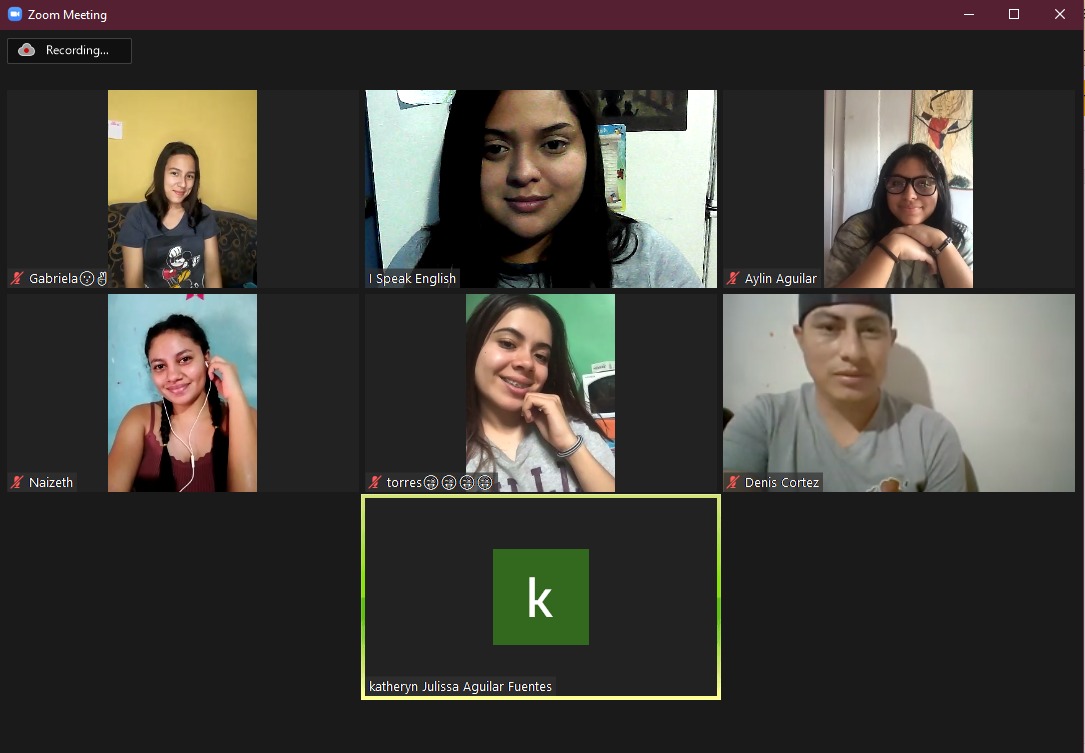 Zoom Meeting
Recording...
Gabriela😗✌
I Speak English
Aylin Aguilar
Naizeth
torres😁😁😁😁
Denis Cortez
k
katheryn Julissa Aguilar Fuentes